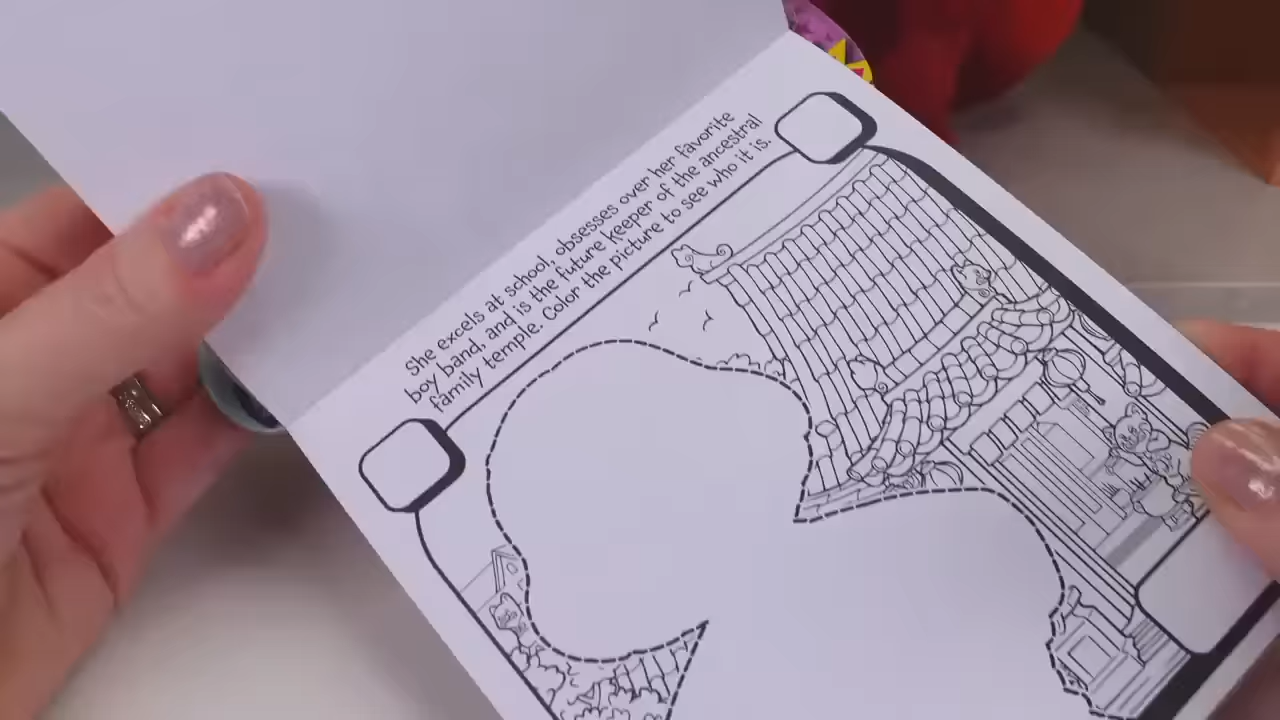 She excels at school, obsesses over her favorite
boy band, and is the future keeper of the ancestral
family temple. Color the picture to see who it is.